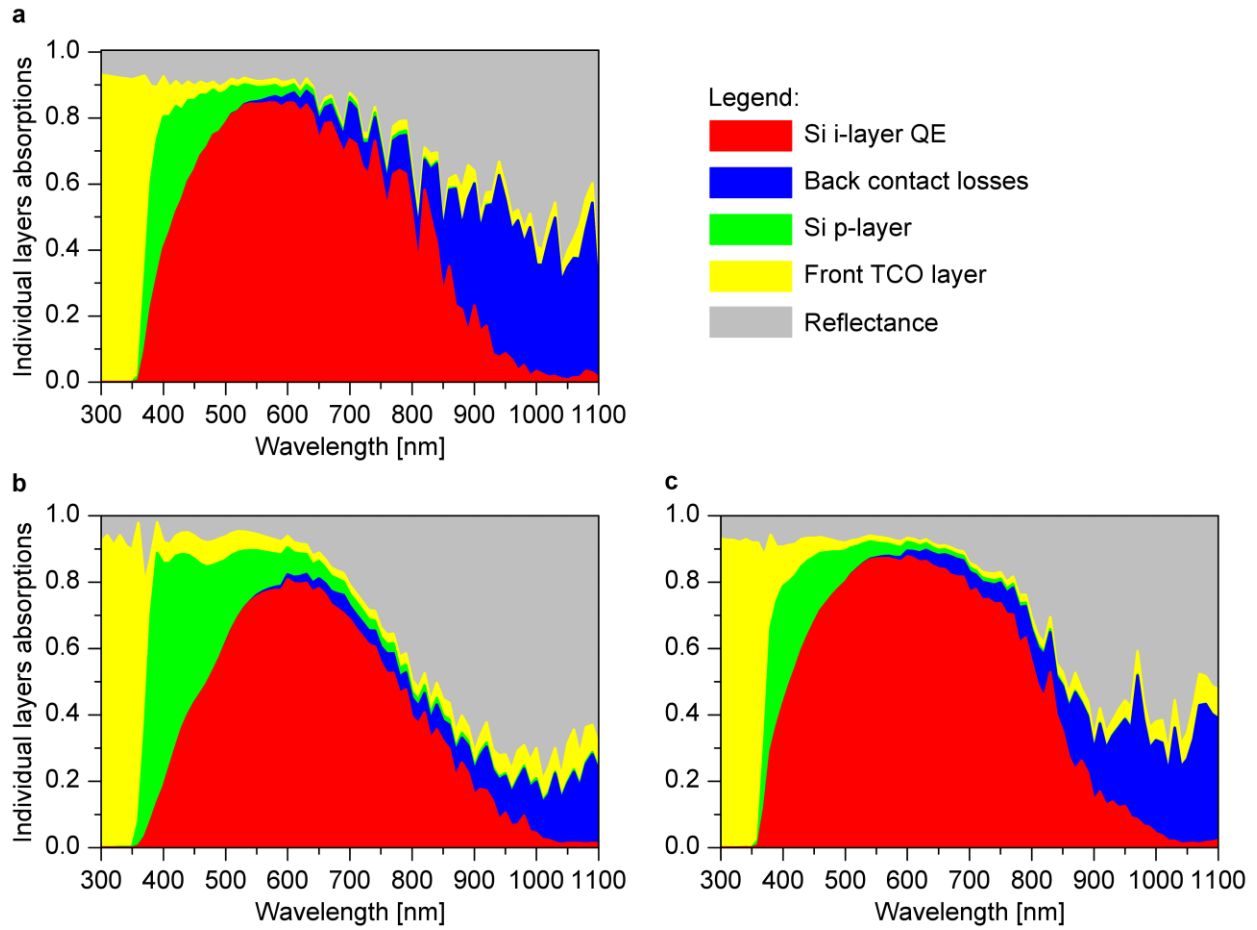 a
Individual layers absorptions
1.0
0.8
0.6
0.4
0.2
0.0
300 400 500 600 700 800 900 1000 1100
Wavelength [nm]
Legend:
Si i-layer QE
Back contact losses
Si p-layer
Front TCO layer
Reflectance
b
Individual layers absorptions
1.0
0.8
0.6
0.4
0.2
0.0
300 400 500 600 700 800 900 1000 1100
Wavelength [nm]
c
1.0
0.8
0.6
0.4
0.2
0.0
300 400 500 600 700 800 900 1000 1100
Wavelength [nm]